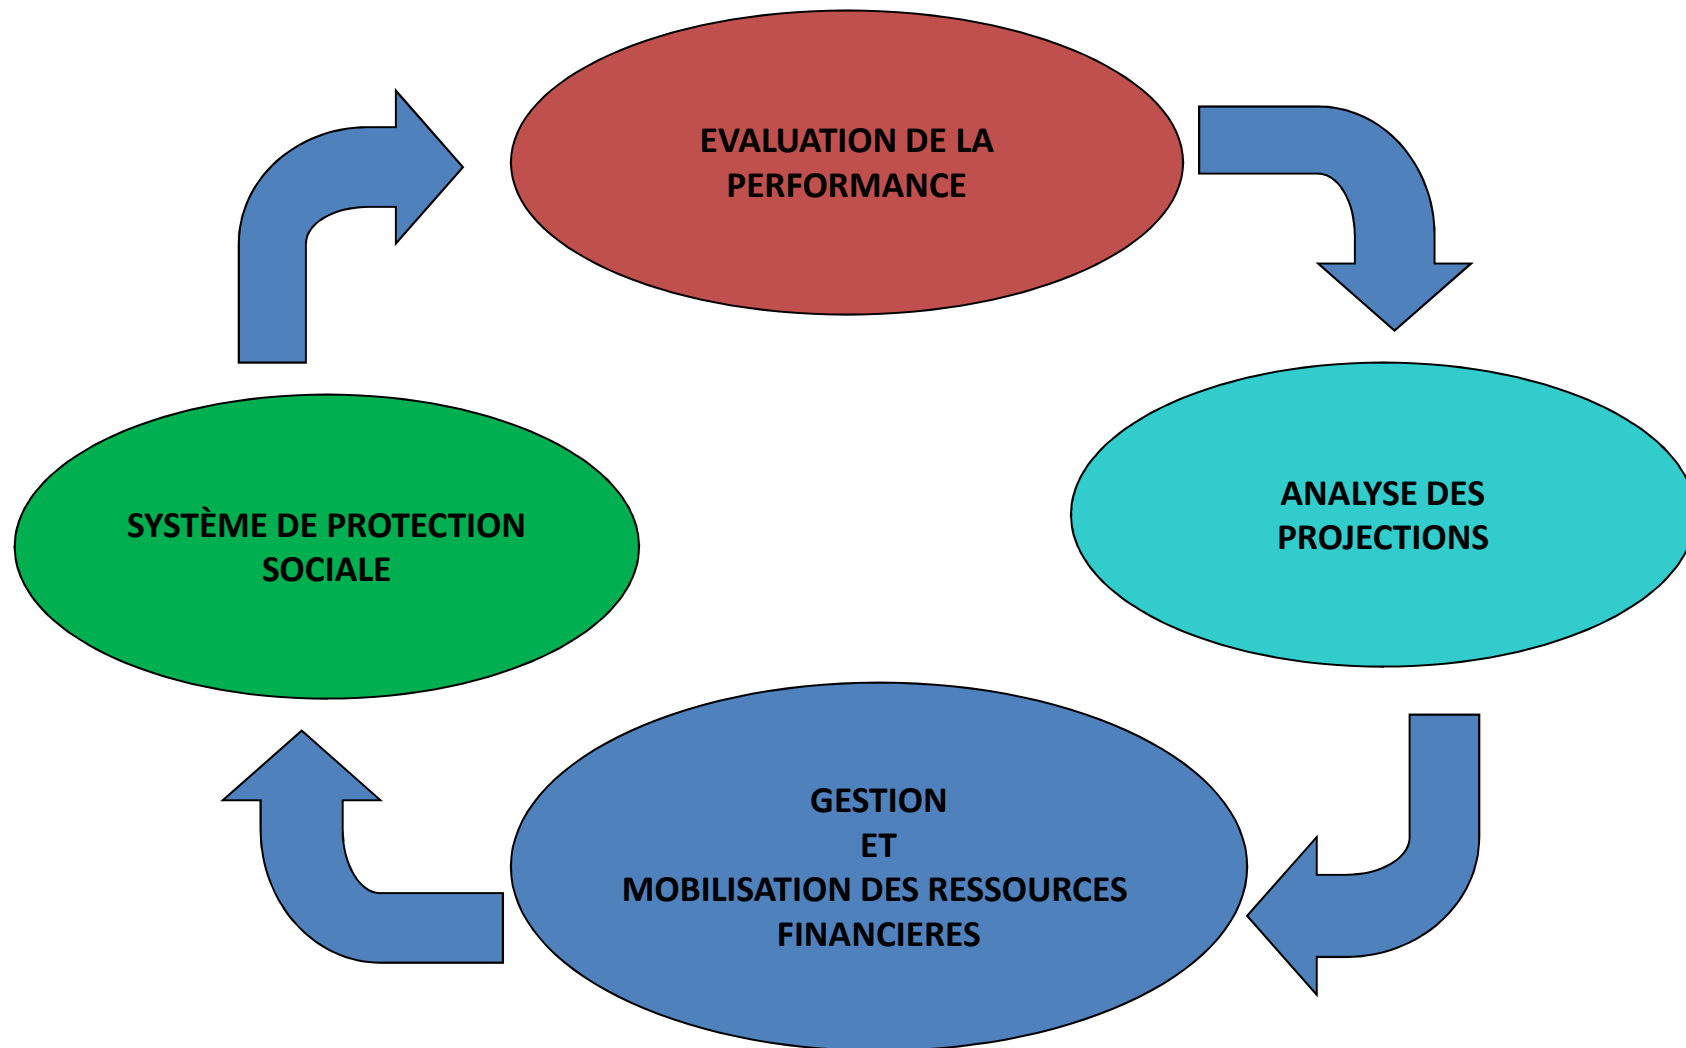 EVALUATION DE LA
PERFORMANCE
ANALYSE DES
PROJECTIONS
SYSTÈME DE PROTECTION
SOCIALE
GESTION
ET
MOBILISATION DES RESSOURCES
FINANCIERES